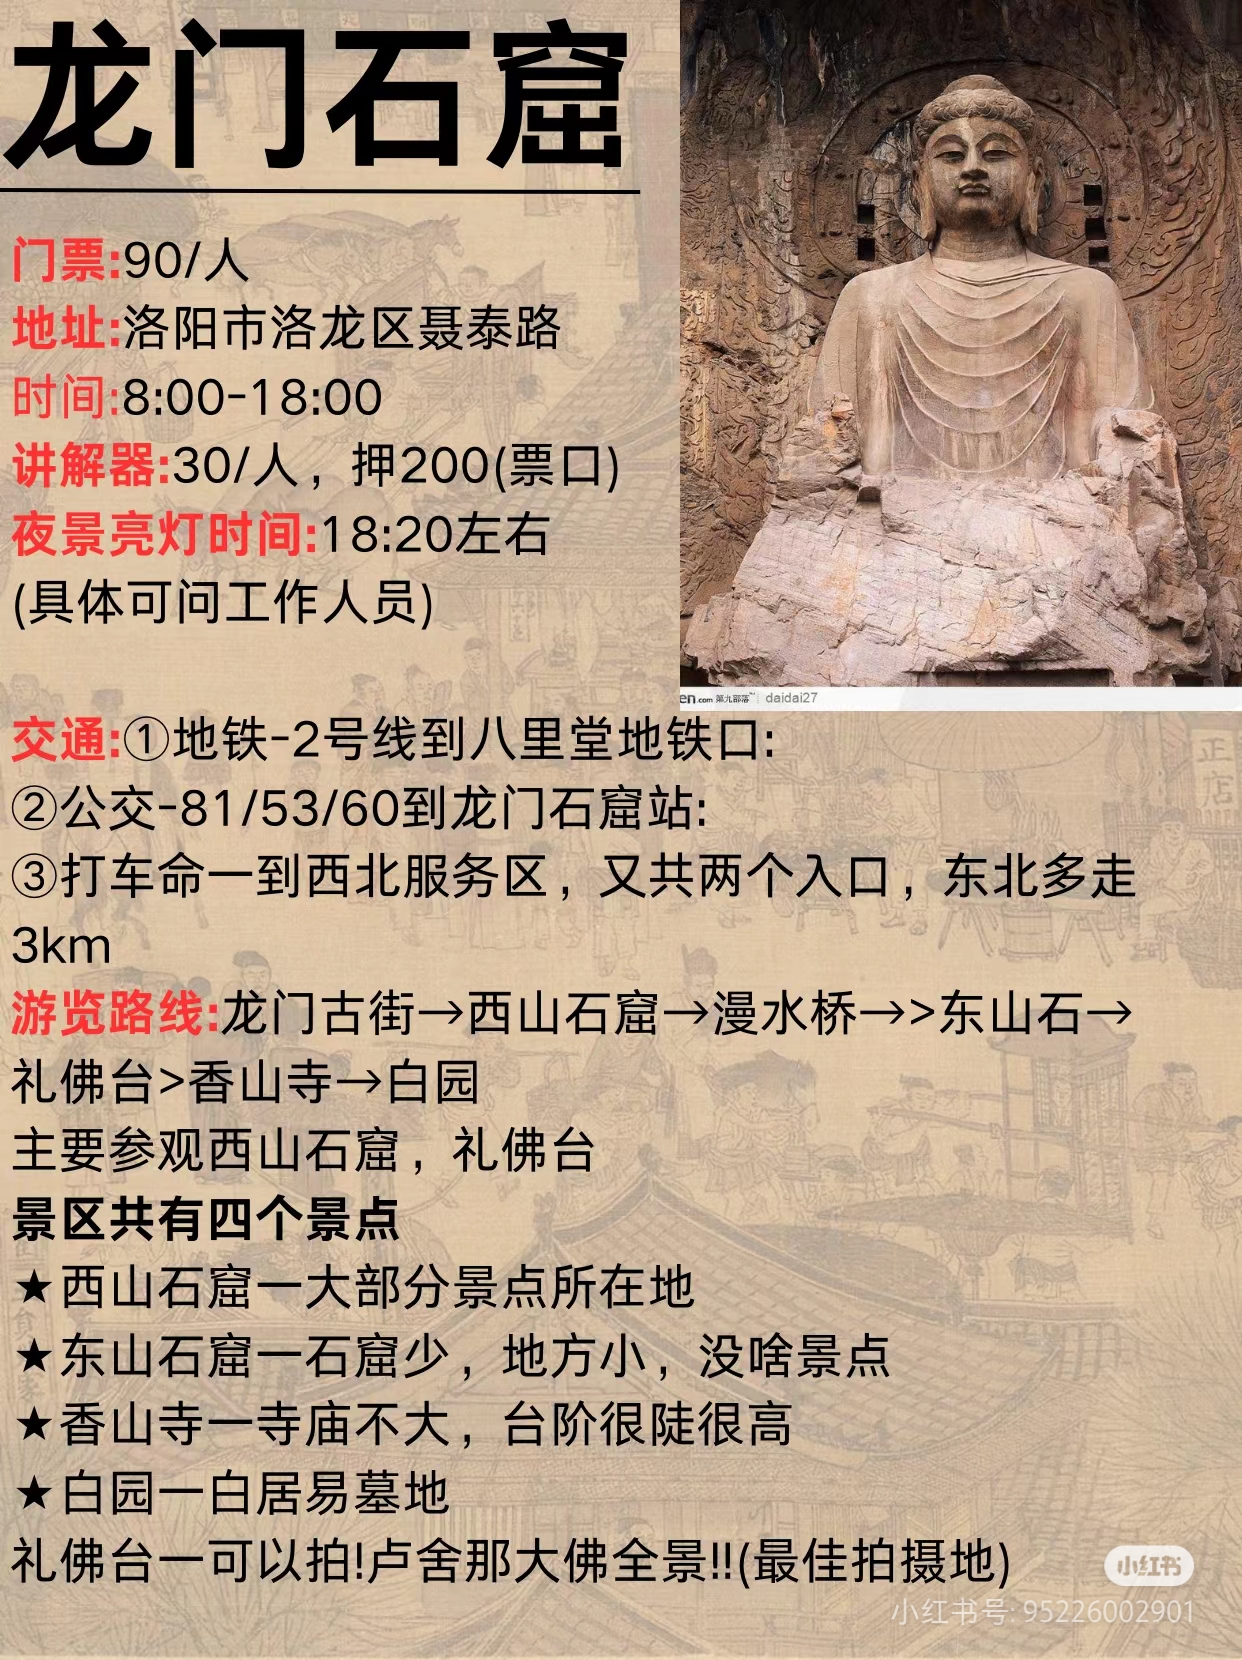 龙门石窟
门票:90/人
地址:洛阳市洛龙区聂泰路
时间:8:00-18:00
讲解器:30/人，押200(票口)
夜景亮灯时间:18:20左右
(具体可问工作人员)
daidai27
交通:①地铁-2号线到八里堂地铁口:
②公交-81/53/60到龙门石窟站:
③打车命一到西北服务区，又共两个入口，东北多走
3km
游览路线:龙门古街→西山石窟→漫水桥→>东山石→
礼佛台>香山寺→白园
主要参观西山石窟，礼佛台
景区共有四个景点
★西山石窟一大部分景点所在地
★东山石窟一石窟少，地方小，没啥景点
★香山寺一寺庙不大，台阶很陡很高
★白园一白居易墓地
礼佛台一可以拍!卢舍那大佛全景!!(最佳拍摄地)
小红书
小红书号: 95226002901
正店